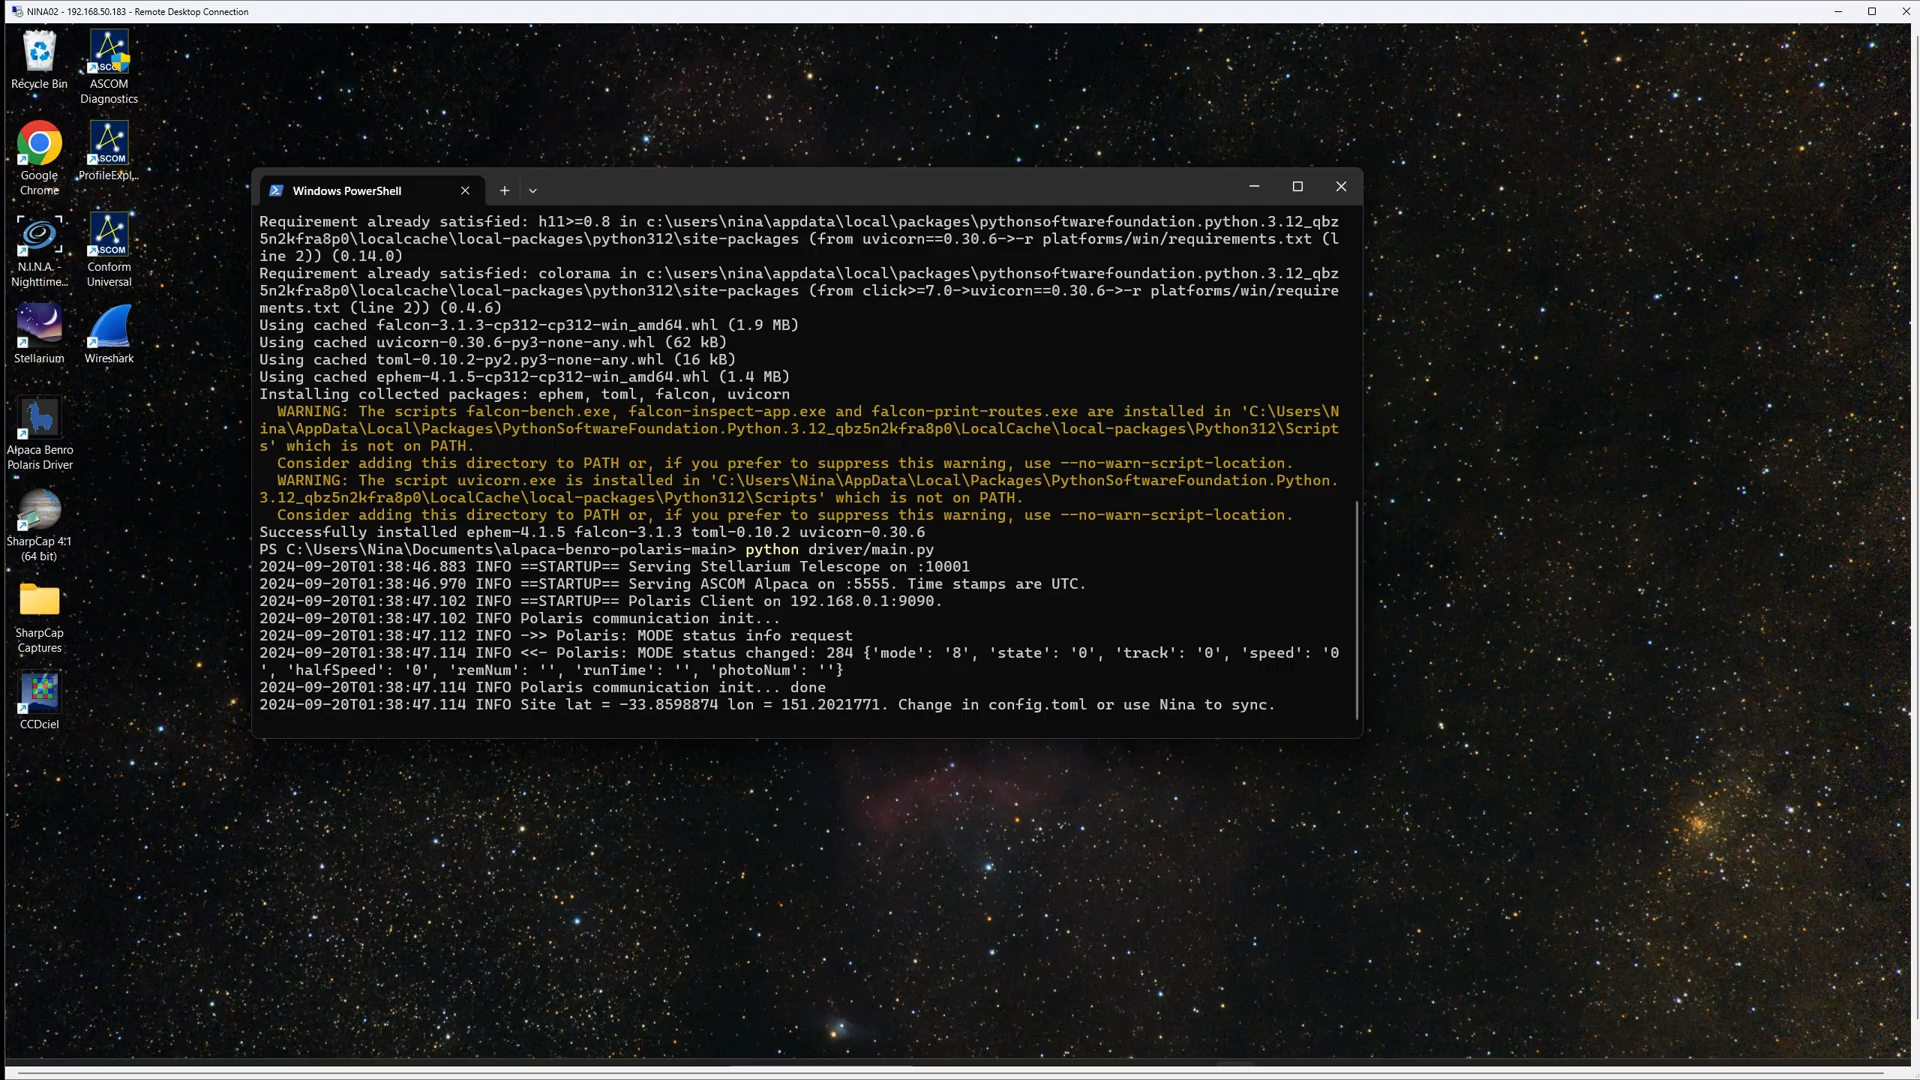 NINA02 - 192.168.50.183 - Remote Desktop Connection
Recycle Bin
ASCOM
Diagnostics
Google
Chrome
ASCOM
ProfileExpl...
N.I.N.A. -
Nighttime...
ASCOM
Conform
Universal
Stellarium
Wireshark
Alpaca Benro
Polaris Driver
SharpCap 4.1
(64 bit)
SharpCap
Captures
CCDciel
Windows PowerShell
Requirement already satisfied: h11>=0.8 in c:\users\nina\appdata\local\packages\pythonsoftwarefoundation.python.3.12_qbz
5n2kfra8p0\localcache\local-packages\python312\site-packages (from uvicorn==0.30.6->-r platforms/win/requirements.txt (l
ine 2)) (0.14.0)
Requirement already satisfied: colorama in c:\users\nina\appdata\local\packages\pythonsoftwarefoundation.python.3.12_qbz
5n2kfra8p0\localcache\local-packages\python312\site-packages (from click>=7.0->uvicorn==0.30.6->-r platforms/win/require
ments.txt (line 2)) (0.4.6)
Using cached falcon-3.1.3-cp312-cp312-win_amd64.whl (1.9 MB)
Using cached uvicorn-0.30.6-py3-none-any.whl (62 kB)
Using cached toml-0.10.2-py2.py3-none-any.whl (16 kB)
Using cached ephem-4.1.5-cp312-cp312-win_amd64.whl (1.4 MB)
Installing collected packages: ephem, toml, falcon, uvicorn
WARNING: The scripts falcon-bench.exe, falcon-inspect-app.exe and falcon-print-routes.exe are installed in 'C:\Users\N
ina\AppData\Local\Packages\PythonSoftwareFoundation.Python.3.12_qbz5n2kfra8p0\LocalCache\local-packages\Python312\Script
s' which is not on PATH.
Consider adding this directory to PATH or, if you prefer to suppress this warning, use --no-warn-script-location.
WARNING: The script uvicorn.exe is installed in 'C:\Users\Nina\AppData\Local\Packages\PythonSoftwareFoundation.Python.
3.12_qbz5n2kfra8p0\LocalCache\local-packages\Python312\Scripts' which is not on PATH.
Consider adding this directory to PATH or, if you prefer to suppress this warning, use --no-warn-script-location.
Successfully installed ephem-4.1.5 falcon-3.1.3 toml-0.10.2 uvicorn-0.30.6
PS C:\Users\Nina\Documents\alpaca-benro-polaris-main> python driver/main.py
2024-09-20T01:38:46.883 INFO ==STARTUP== Serving Stellarium Telescope on :10001
2024-09-20T01:38:46.970 INFO ==STARTUP== Serving ASCOM Alpaca on :5555. Time stamps are UTC.
2024-09-20T01:38:47.102 INFO ==STARTUP== Polaris Client on 192.168.0.1:9090.
2024-09-20T01:38:47.102 INFO Polaris communication init...
2024-09-20T01:38:47.112 INFO ->> Polaris: MODE status info request
2024-09-20T01:38:47.114 INFO <<- Polaris: MODE status changed: 284 {'mode': '8', 'state': '0', 'track': '0', 'speed': '0
', 'halfSpeed': '0', 'remNum': '', 'runTime': '', 'photoNum': ''}
2024-09-20T01:38:47.114 INFO Polaris communication init... done
2024-09-20T01:38:47.114 INFO Site lat = -33.8598874 lon = 151.2021771. Change in config.toml or use Nina to sync.